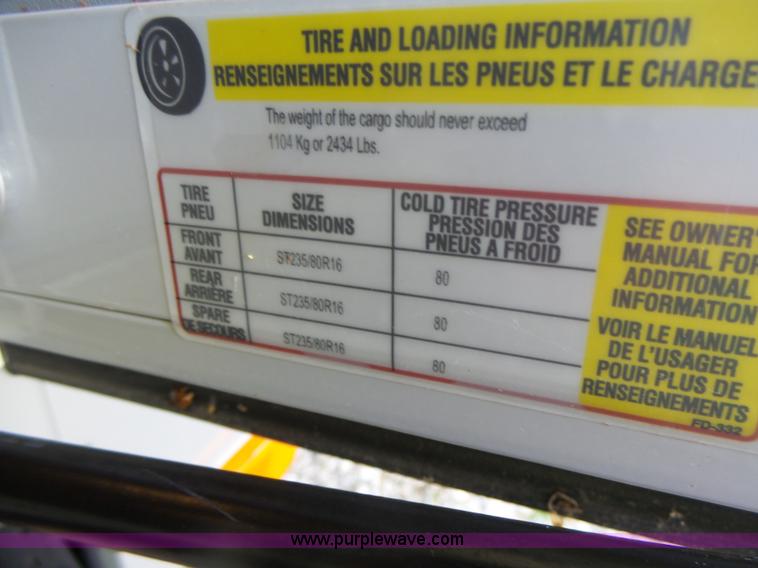 TIRE AND LOADING INFORMATION
RENSEIGNEMENTS SUR LES PNEUS ET LE CHARGE
The weight of the cargo should never exceed
1104 Kg or 2434 Lbs.
TIRE
PNEU
SIZE
DIMENSIONS
COLD TIRE PRESSURE
PRESSION DES
PNEUS A FROID
FRONT
AVANT
ST235/80R16
80
REAR
ARRIÈRE
ST235/80R16
80
SPARE
DE SECOURS
ST235/80R16
80
SEE OWNER'
MANUAL FOR
ADDITIONAL
INFORMATION
VOIR LE MANUEL
DE L'USAGER
POUR PLUS DE
RENSEIGNEMENTS
FD-332
www.purplewave.com